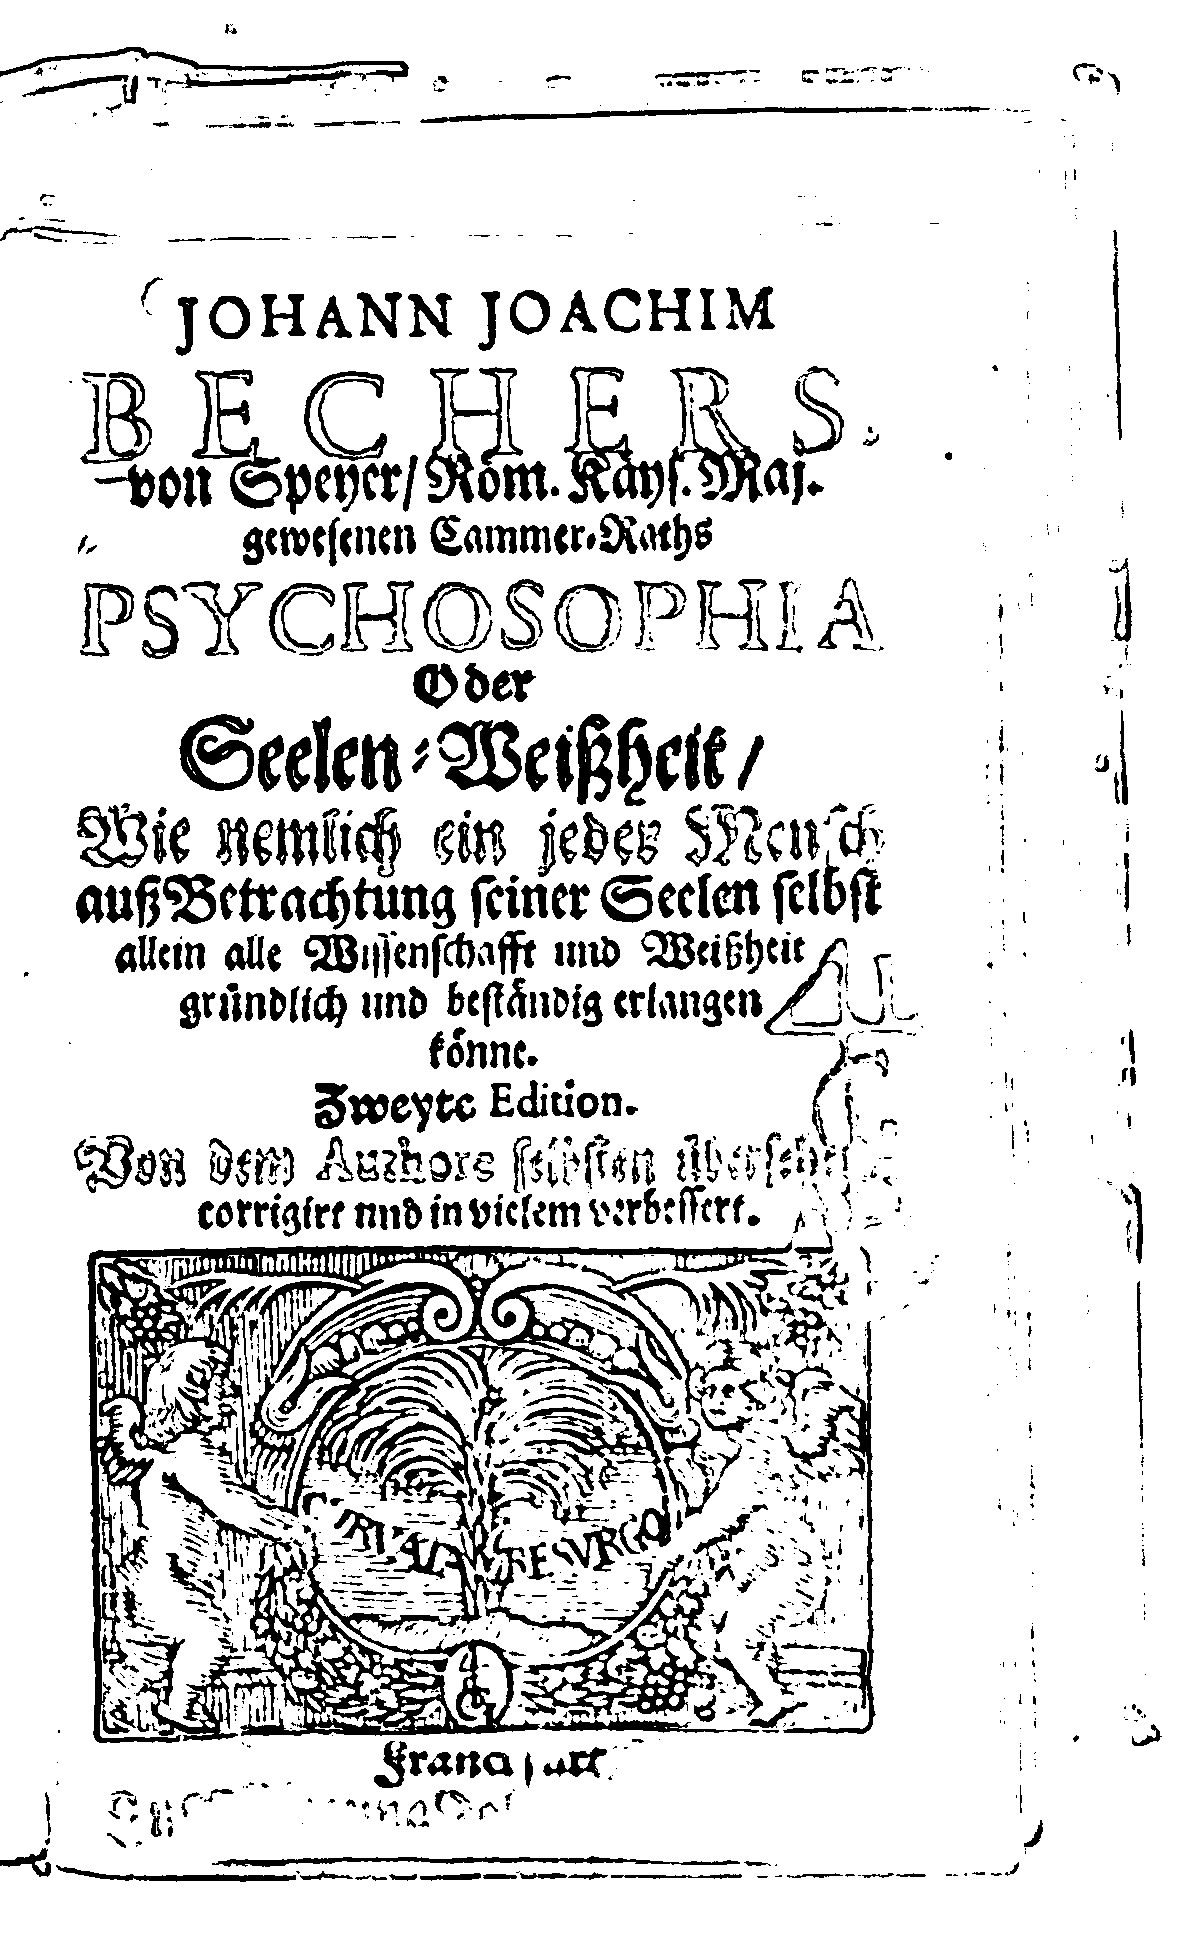 JOHANN JOACHIM
BECHERS.
von Speyer/ Röm. Käys. Maj.
gewesenen Cammer-Raths
PSYCHOSOPHIA
Oder
Seelen-Weißheit/
Wie nemlich ein jeder Mensch
auß Betrachtung seiner Seelen selbst
allein alle Wissenschafft und Weißheit
gründlich und beständig erlangen
könne.
Zweyte Edition.
Von dem Authore selbsten übersehen
corrigirt und in vielem verbessert.
RESVRGO
Franckfurt